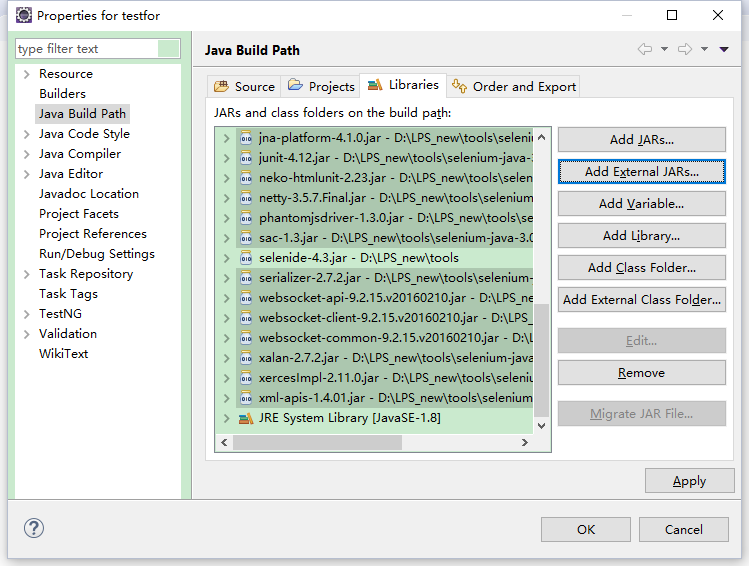 Properties for testfor
type filter text
Resource
Builders
Java Build Path
Java Code Style
Java Compiler
Java Editor
Javadoc Location
Project Facets
Project References
Run/Debug Settings
Task Repository
Task Tags
TestNG
Validation
WikiText
Java Build Path
Source
Projects
Libraries
Order and Export
JARs and class folders on the build path:
jna-platform-4.1.0.jar - D:\LPS_new\tools\seleniu
junit-4.12.jar - D:\LPS_new\tools\selenium-java-3
neko-htmlunit-2.23.jar - D:\LPS_new\tools\seleniu
netty-3.5.7.Final.jar - D:\LPS_new\tools\selenium
phantomjsdriver-1.3.0.jar - D:\LPS_new\tools\sele
sac-1.3.jar - D:\LPS_new\tools\selenium-java-3.0
selenide-4.3.jar - D:\LPS_new\tools
serializer-2.7.2.jar - D:\LPS_new\tools\selenium-
websocket-api-9.2.15.v20160210.jar - D:\LPS_ne
websocket-client-9.2.15.v20160210.jar - D:\LPS_
websocket-common-9.2.15.v20160210.jar - D:\L
xalan-2.7.2.jar - D:\LPS_new\tools\selenium-java
xercesImpl-2.11.0.jar - D:\LPS_new\tools\seleniu
xml-apis-1.4.01.jar - D:\LPS_new\tools\selenium
JRE System Library [JavaSE-1.8]
Add JARs...
Add External JARs...
Add Variable...
Add Library...
Add Class Folder...
Add External Class Folder...
Edit...
Remove
Migrate JAR File...
Apply
?
OK
Cancel